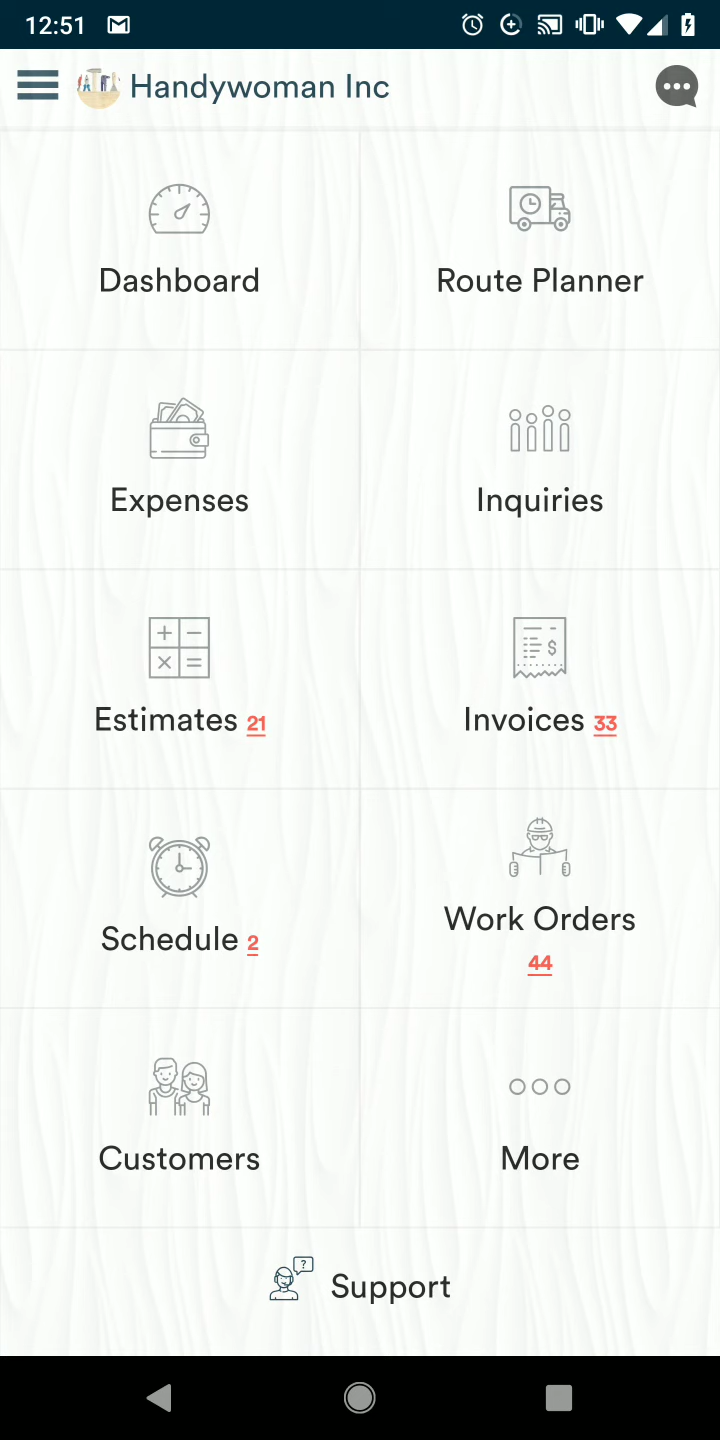 12:51
Handywoman Inc
Dashboard
Route Planner
Expenses
Inquiries
Estimates 21
Invoices 33
Schedule 2
Work Orders
44
Customers
More
Support